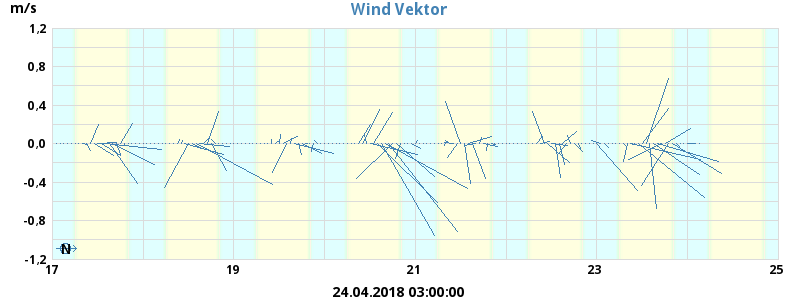 m/s
Wind Vektor
1,2
0,8
0,4
0,0
-0,4
-0,8
-1,2
N
17 19 21 23 25
24.04.2018 03:00:00